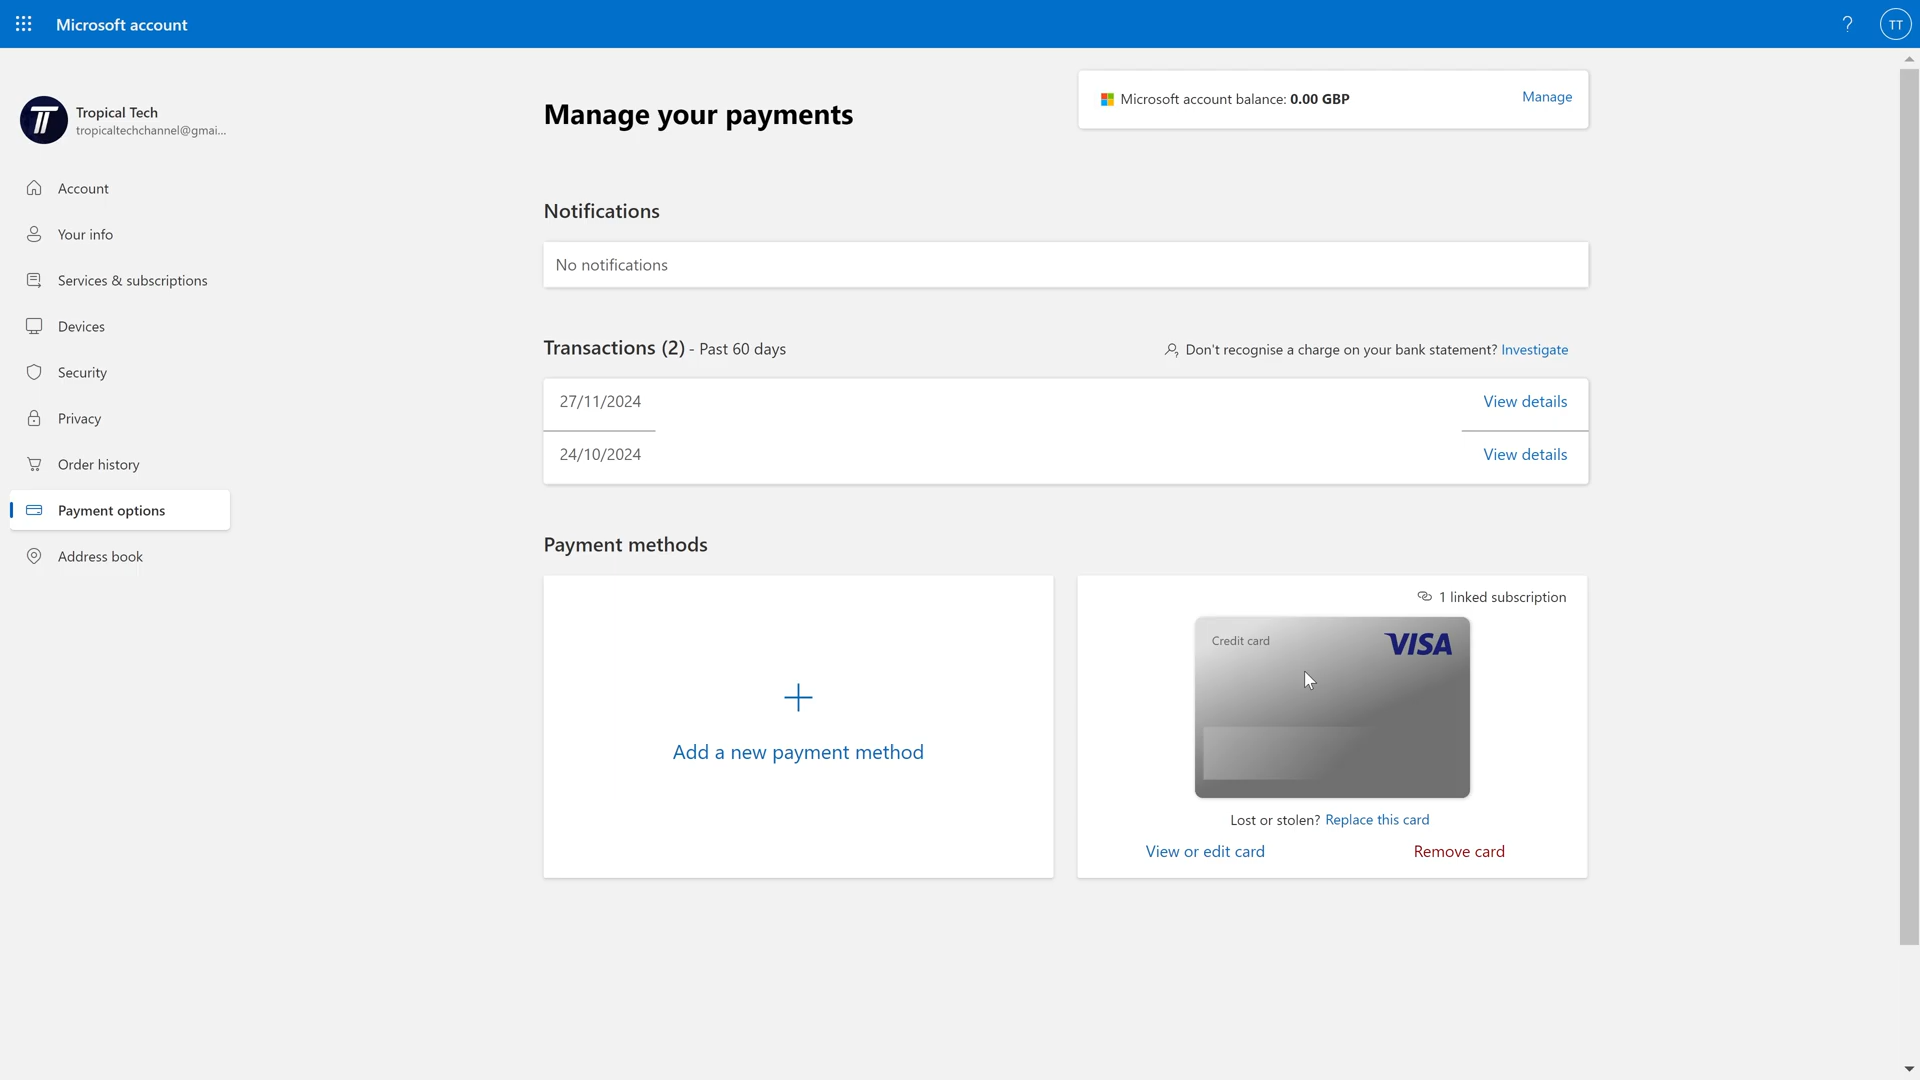 Microsoft account
?
TT
Tropical Tech
tropicaltechchannel@gmai...
Account
Your info
Services & subscriptions
Devices
Security
Privacy
Order history
Payment options
Address book
Manage your payments
Microsoft account balance: 0.00 GBP
Manage
Notifications
No notifications
Transactions (2) - Past 60 days
Don't recognise a charge on your bank statement? Investigate
27/11/2024 View details
24/10/2024 View details
Payment methods
Add a new payment method
1 linked subscription
Credit card
VISA
Lost or stolen? Replace this card
View or edit card
Remove card